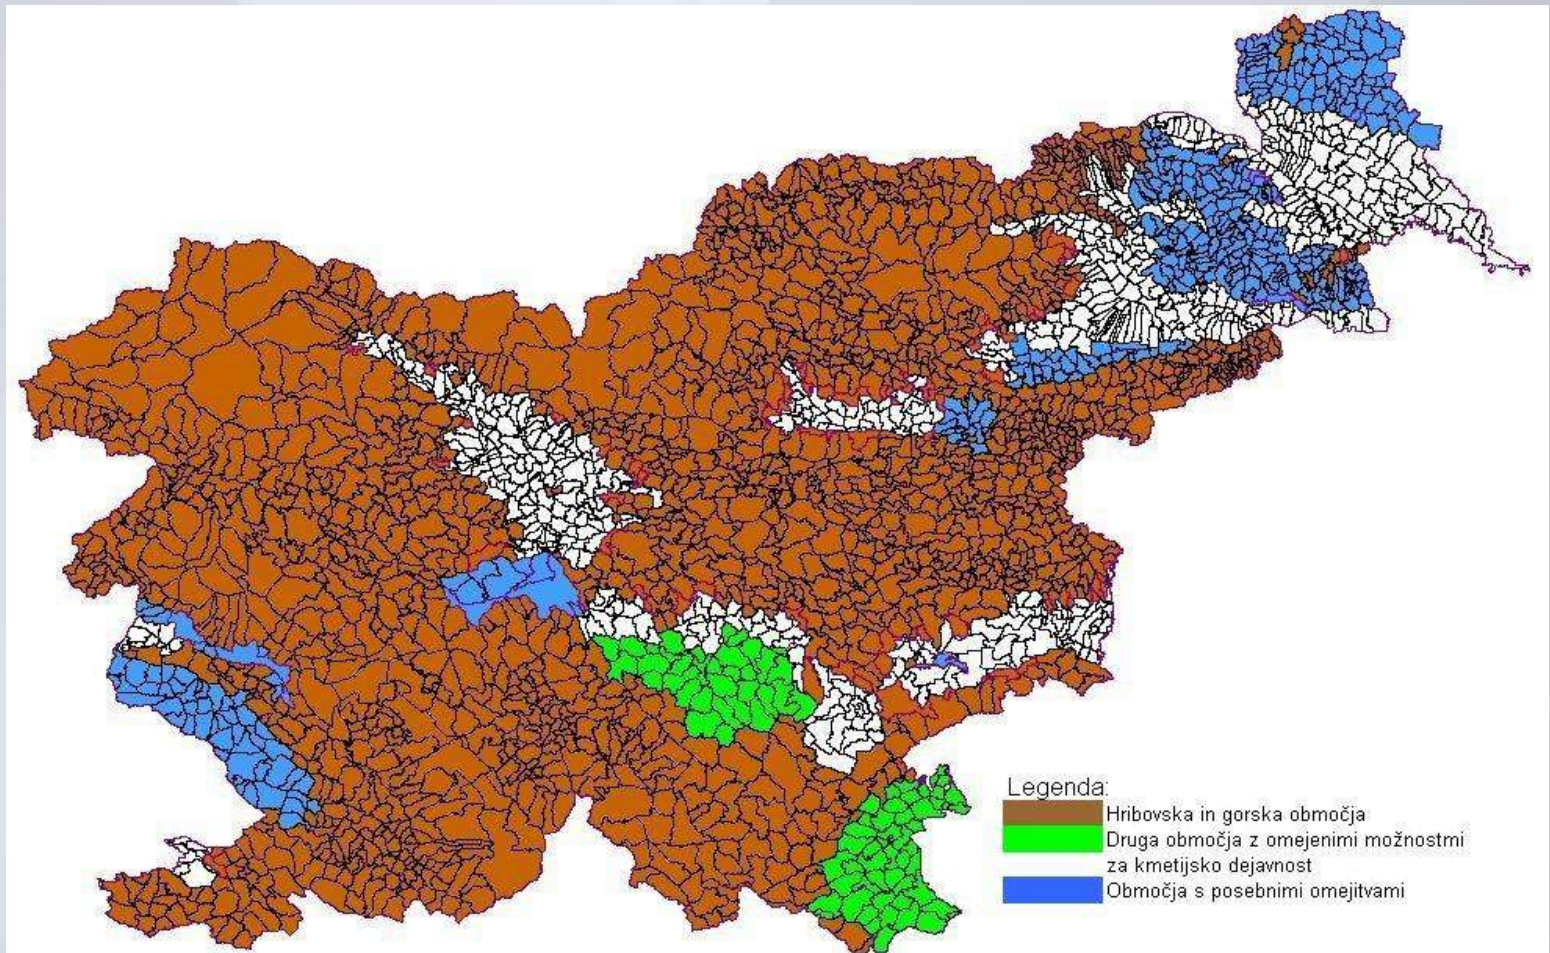 Legenda:
Hribovska in gorska območja
Druga območja z omejenimi možnostmi
za kmetijsko dejavnost
Območja s posebnimi omejitvami